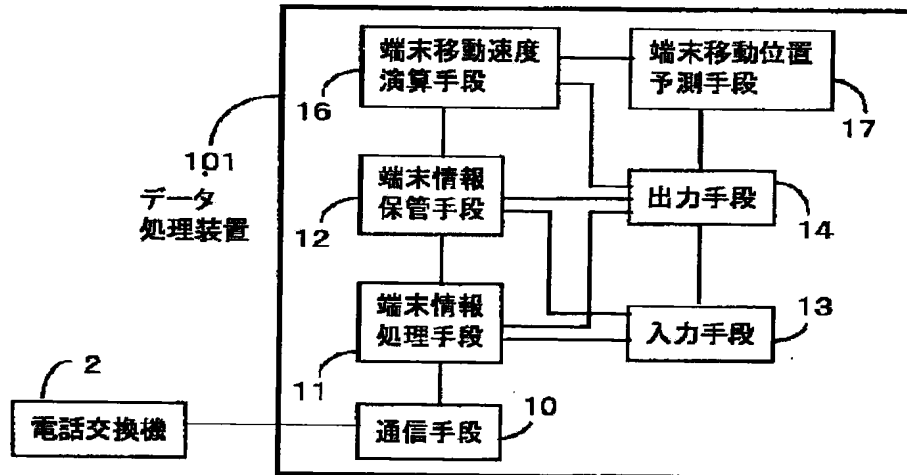 端末移動速度
演算手段
16
端末移動位置
予測手段
17
101
データ
処理装置
端末情報
保管手段
12
出力手段
14
端末情報
処理手段
11
入力手段
13
2
電話交換機
通信手段
10